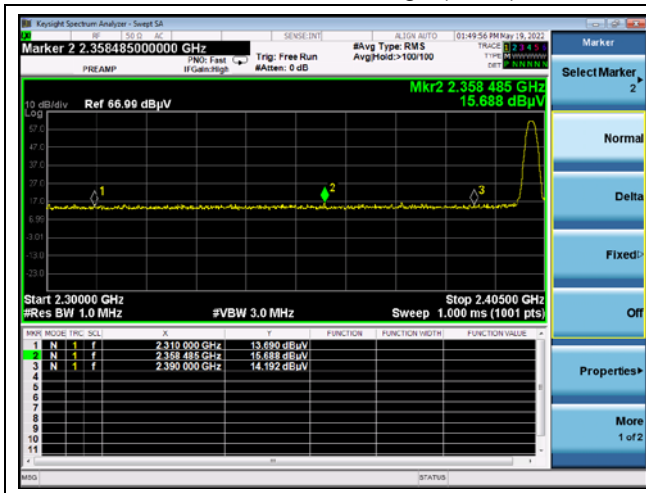 Keysight Spectrum Analyzer - Swept SA
RF 50 Ω AC SENSE:INT ALIGN AUTO 01:49:56 PM May 19, 2022
Marker 2 2.358485000000 GHz
PREAMP
PNO: Fast
IFGain:High
Trig: Free Run
#Atten: 0 dB
#Avg Type: RMS
Avg|Hold:>100/100
TRACE 1 2 3 4 5 6
TYPE M
DET P N N N N N
Mkr2 2.358 485 GHz
15.688 dBµV
10 dB/div Ref 66.99 dBµV
Log
57.0
47.0
37.0
27.0
17.0
6.99
-3.01
-13.0
-23.0
1
2
3
Start 2.30000 GHz Stop 2.40500 GHz
#Res BW 1.0 MHz #VBW 3.0 MHz Sweep 1.000 ms (1001 pts)
MKR MODE TRC SCL X Y FUNCTION FUNCTION WIDTH FUNCTION VALUE
1 N 1 f 2.310 000 GHz 13.690 dBµV
2 N 1 f 2.358 485 GHz 15.688 dBµV
3 N 1 f 2.390 000 GHz 14.192 dBµV
4
5
6
7
8
9
10
11
MSG STATUS
Marker
Select Marker
2
Normal
Delta
Fixed
Off
Properties
More
1 of 2